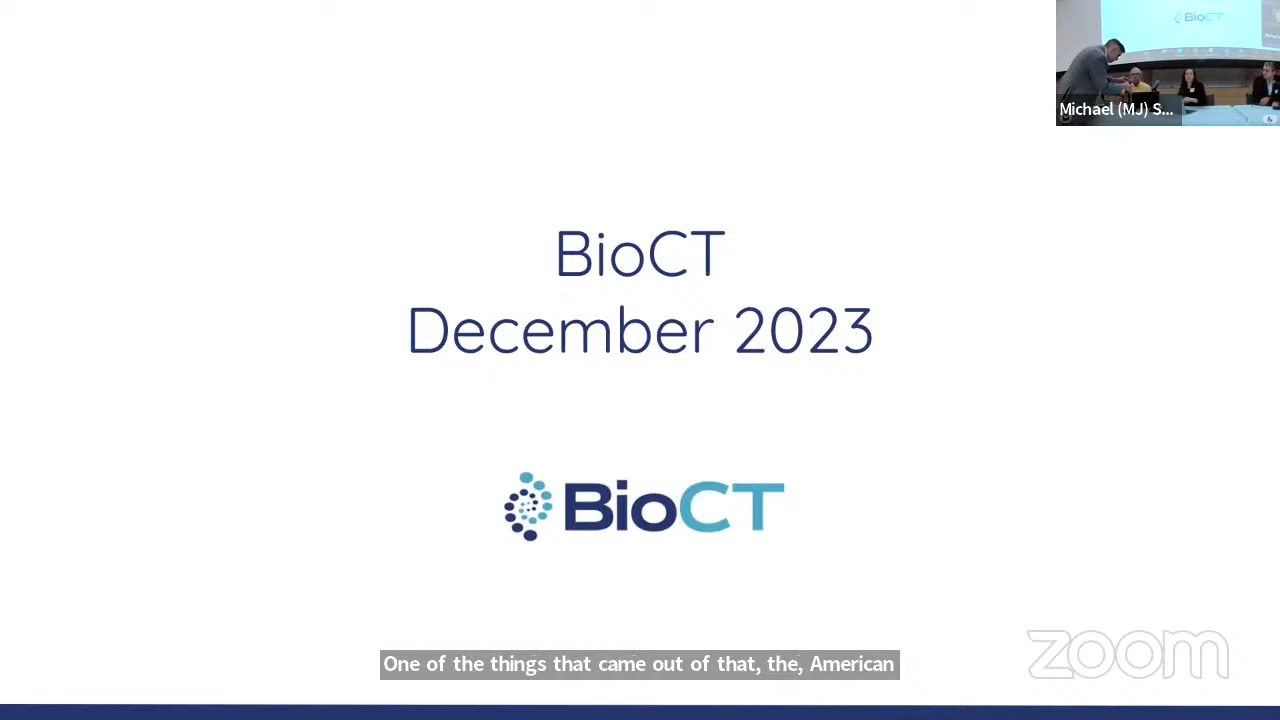 BioCT
Michael (MJ) S...
BioCT
December 2023
BioCT
One of the things that came out of that, the, American
zoom